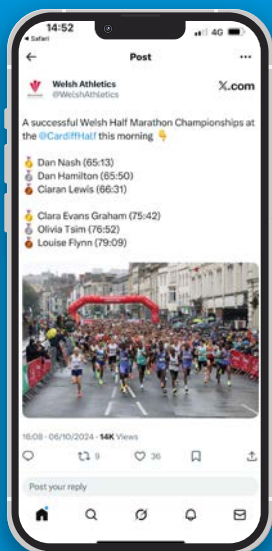 14:52
Safari
4G
Post
Welsh Athletics
@WelshAthletics
X.com
A successful Welsh Half Marathon Championships at
the @CardiffHalf this morning 👇
🥇 Dan Nash (65:13)
🥈 Dan Hamilton (65:50)
🥉 Ciaran Lewis (66:31)
🥇 Clara Evans Graham (75:42)
🥈 Olivia Tsim (76:52)
🥉 Louise Flynn (79:09)
16:08 · 06/10/2024 · 14K Views
9
36
Post your reply